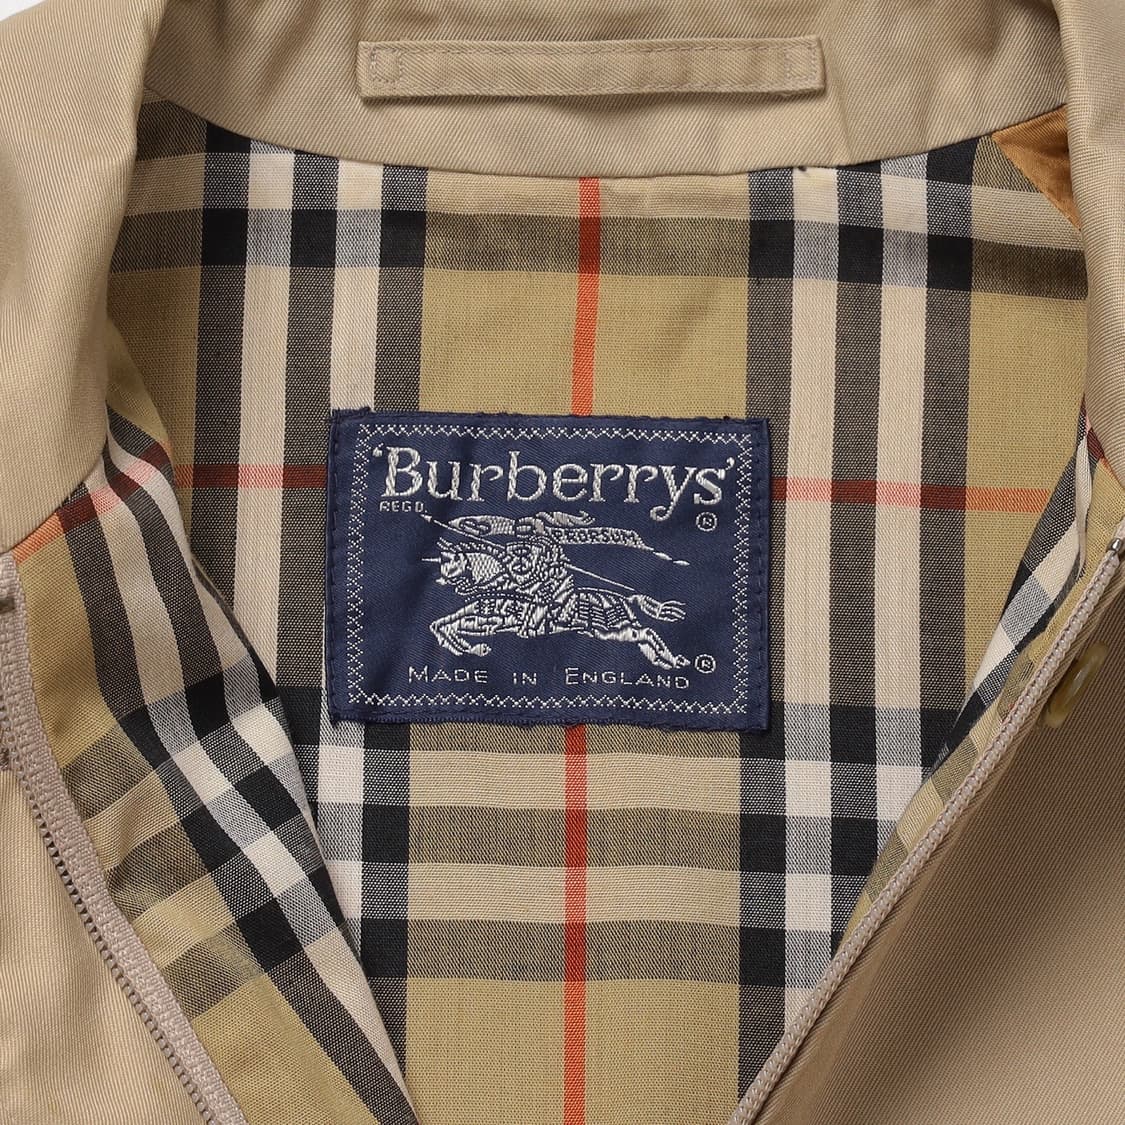 'Burberrys'
REGD. ®
PRORSUM
MADE IN ENGLAND ®